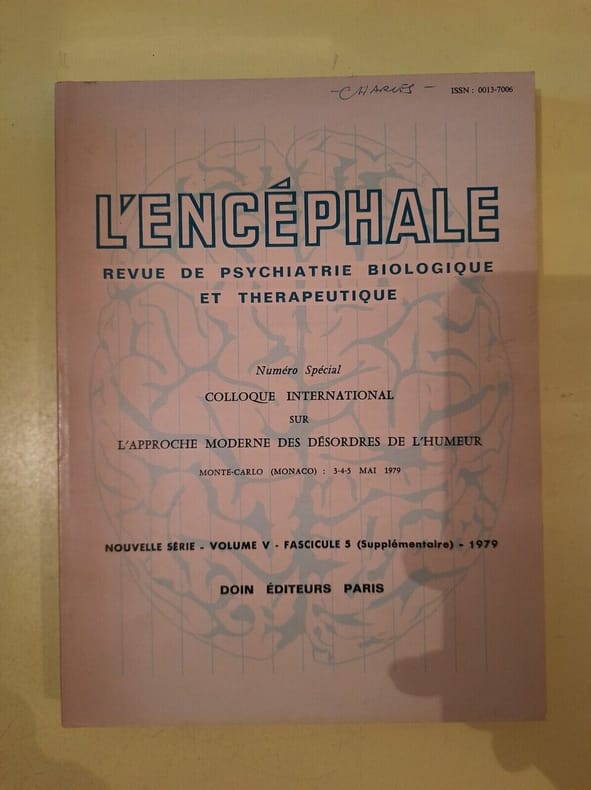 - CHARLES -
ISSN : 0013-7006
L'ENCÉPHALE
REVUE DE PSYCHIATRIE BIOLOGIQUE
ET THERAPEUTIQUE
Numéro Spécial
COLLOQUE INTERNATIONAL
SUR
L'APPROCHE MODERNE DES DÉSORDRES DE L'HUMEUR
MONTE-CARLO (MONACO) : 3-4-5 MAI 1979
NOUVELLE SÉRIE - VOLUME V - FASCICULE 5 (Supplémentaire) - 1979
DOIN ÉDITEURS PARIS